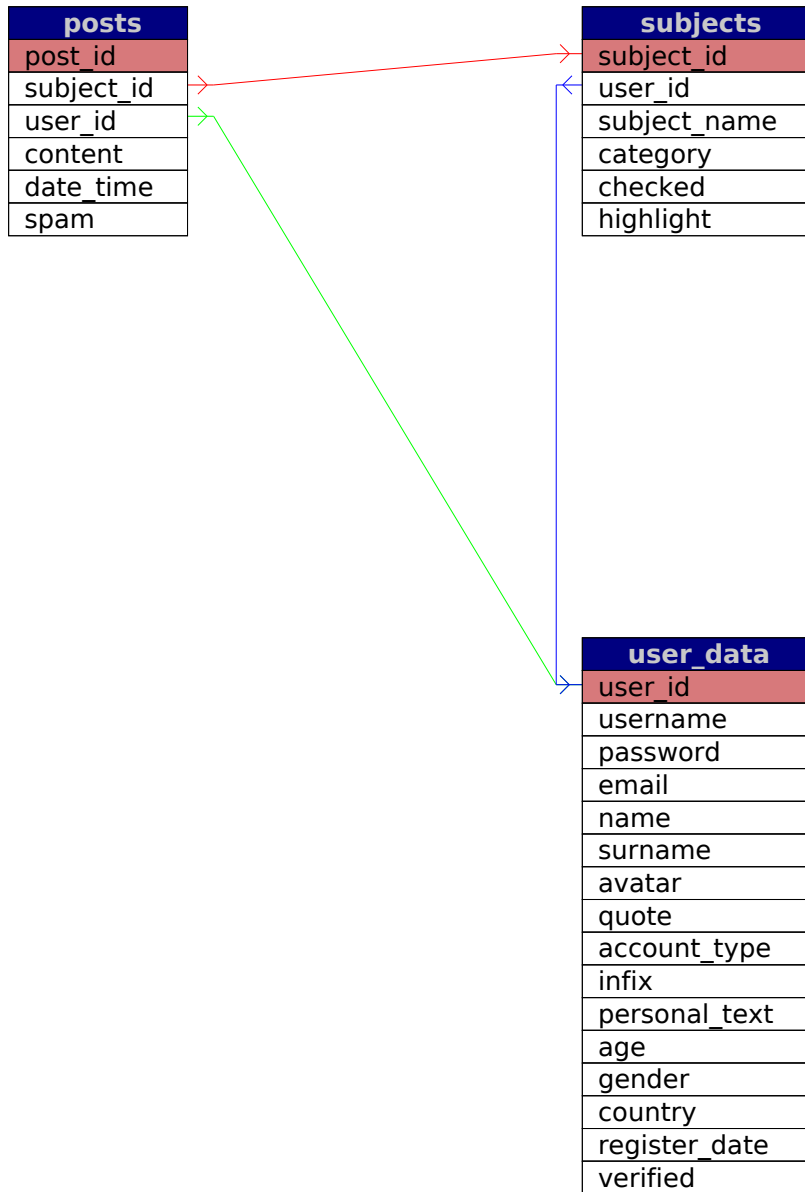 posts
post_id
subject_id
user_id
content
date_time
spam
subjects
subject_id
user_id
subject_name
category
checked
highlight
user_data
user_id
username
password
email
name
surname
avatar
quote
account_type
infix
personal_text
age
gender
country
register_date
verified